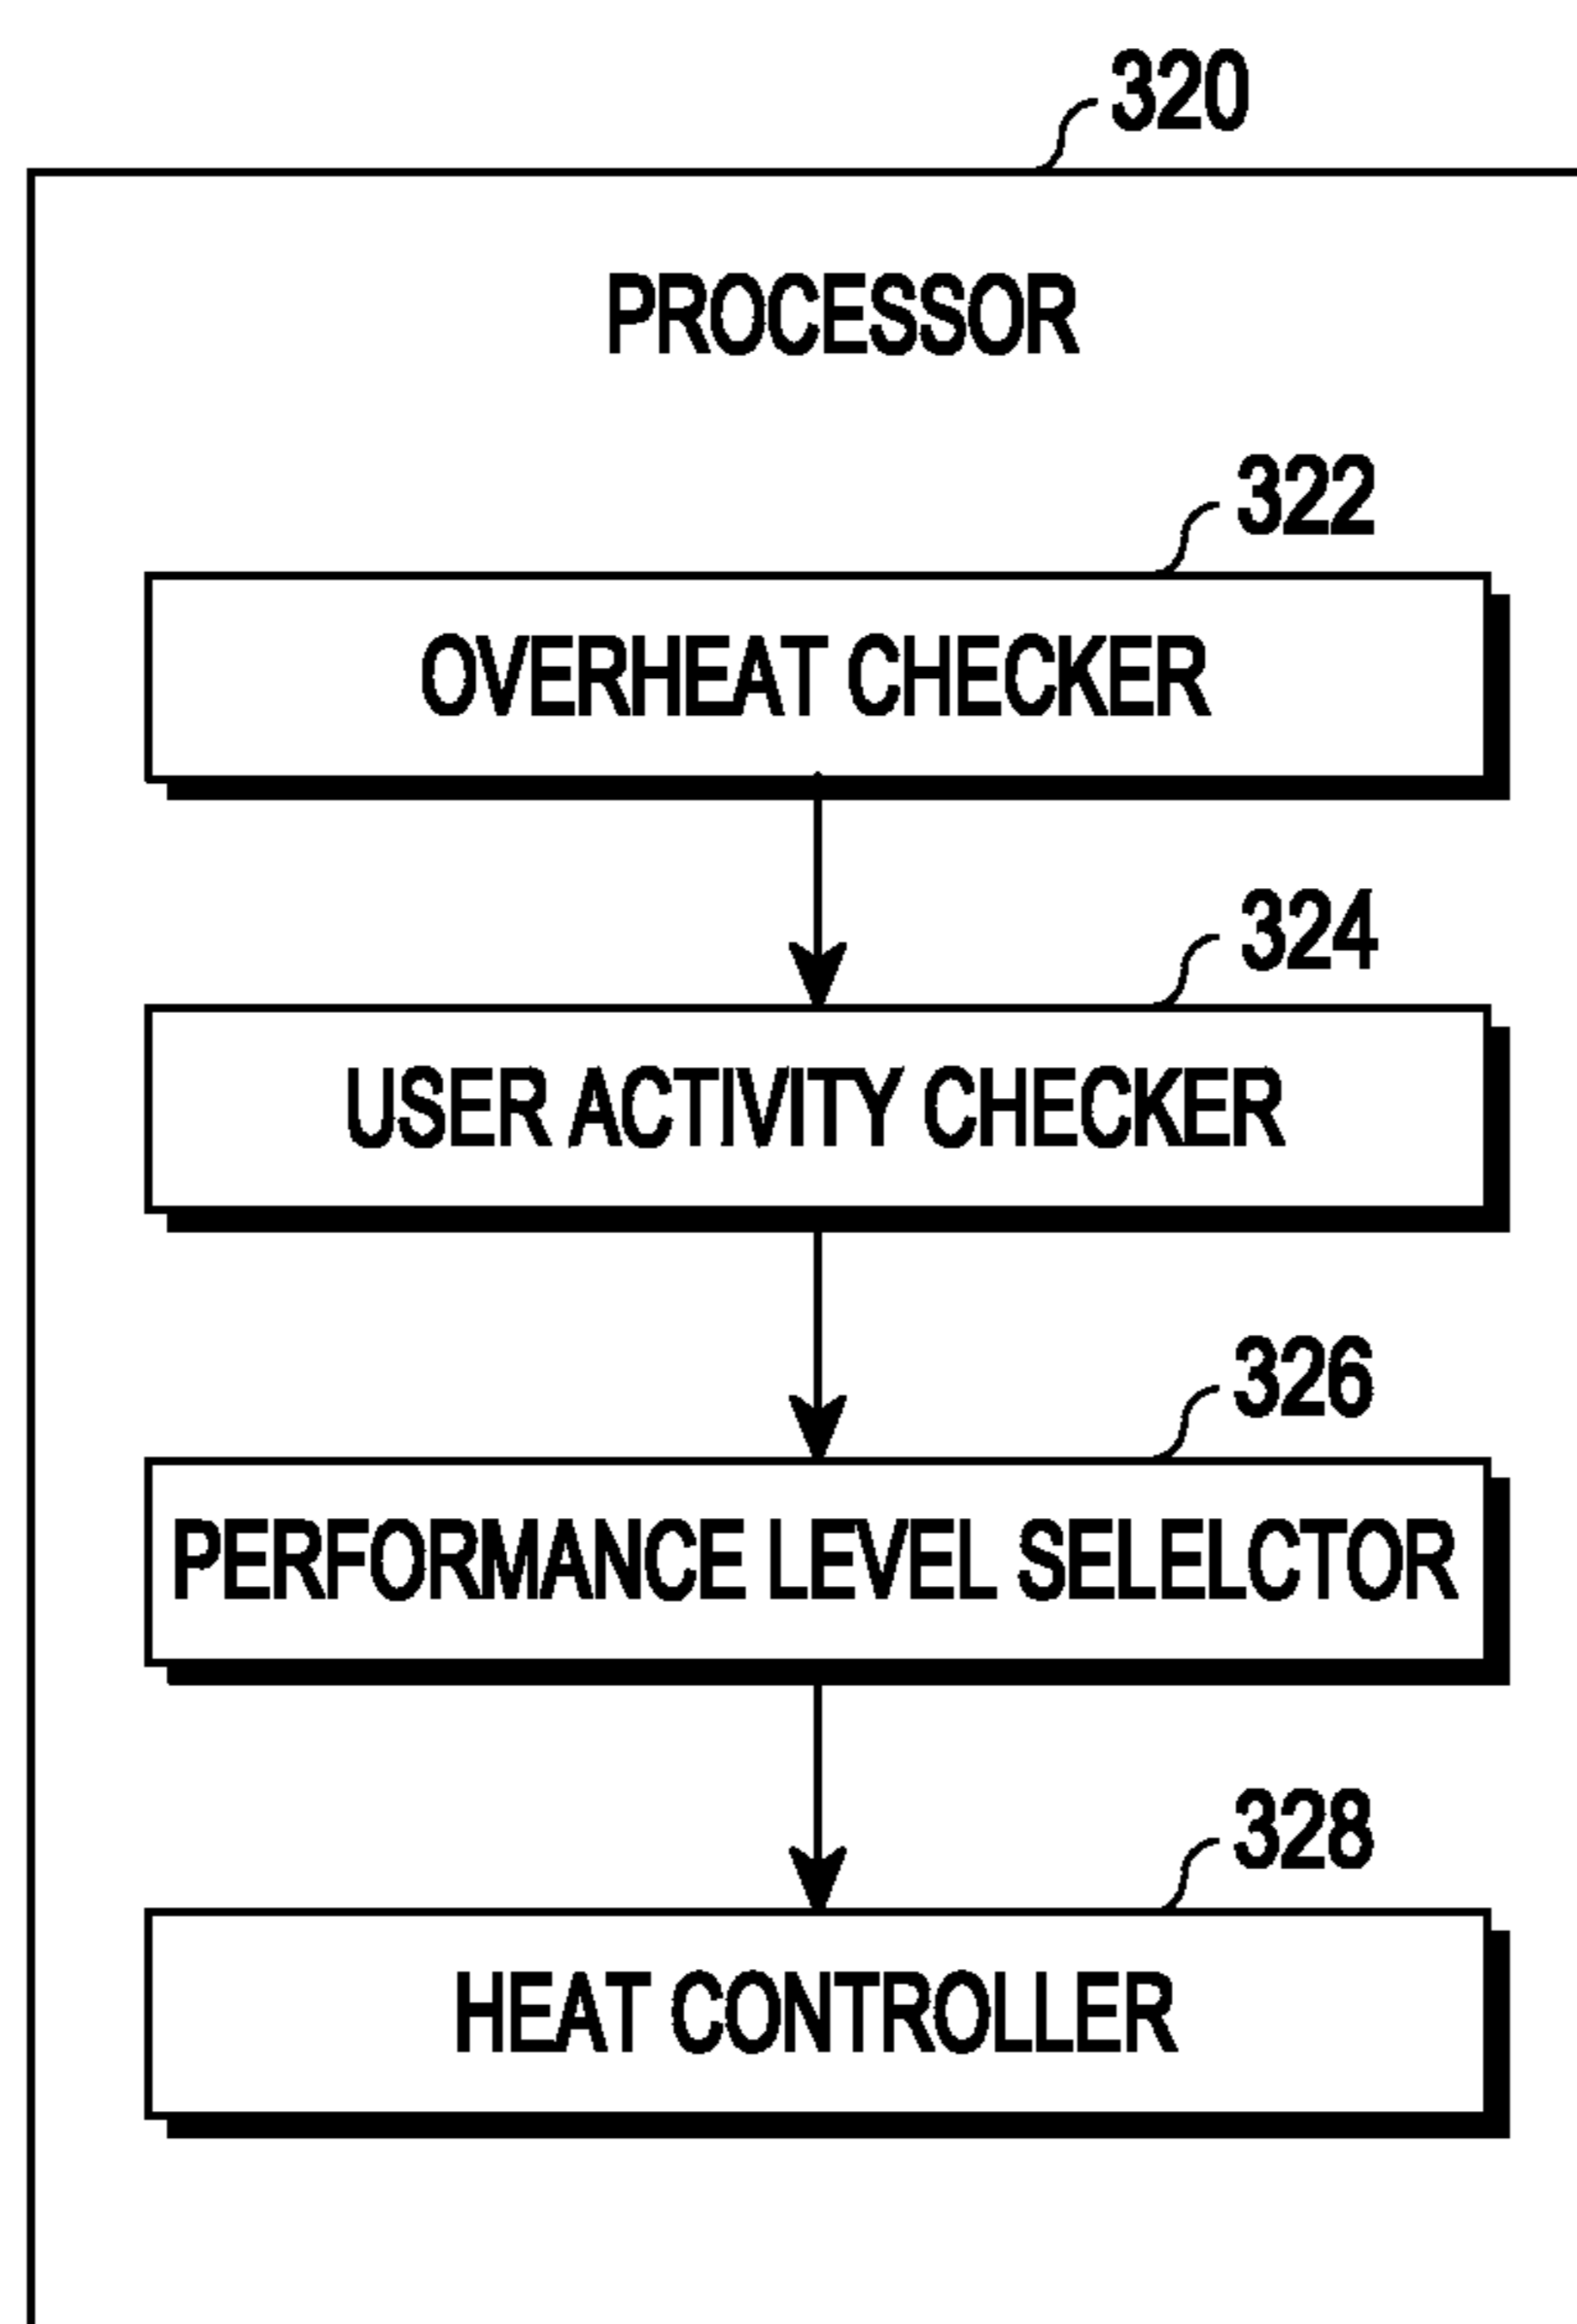 320
PROCESSOR
322
OVERHEAT CHECKER
324
USER ACTIVITY CHECKER
326
PERFORMANCE LEVEL SELELCTOR
328
HEAT CONTROLLER